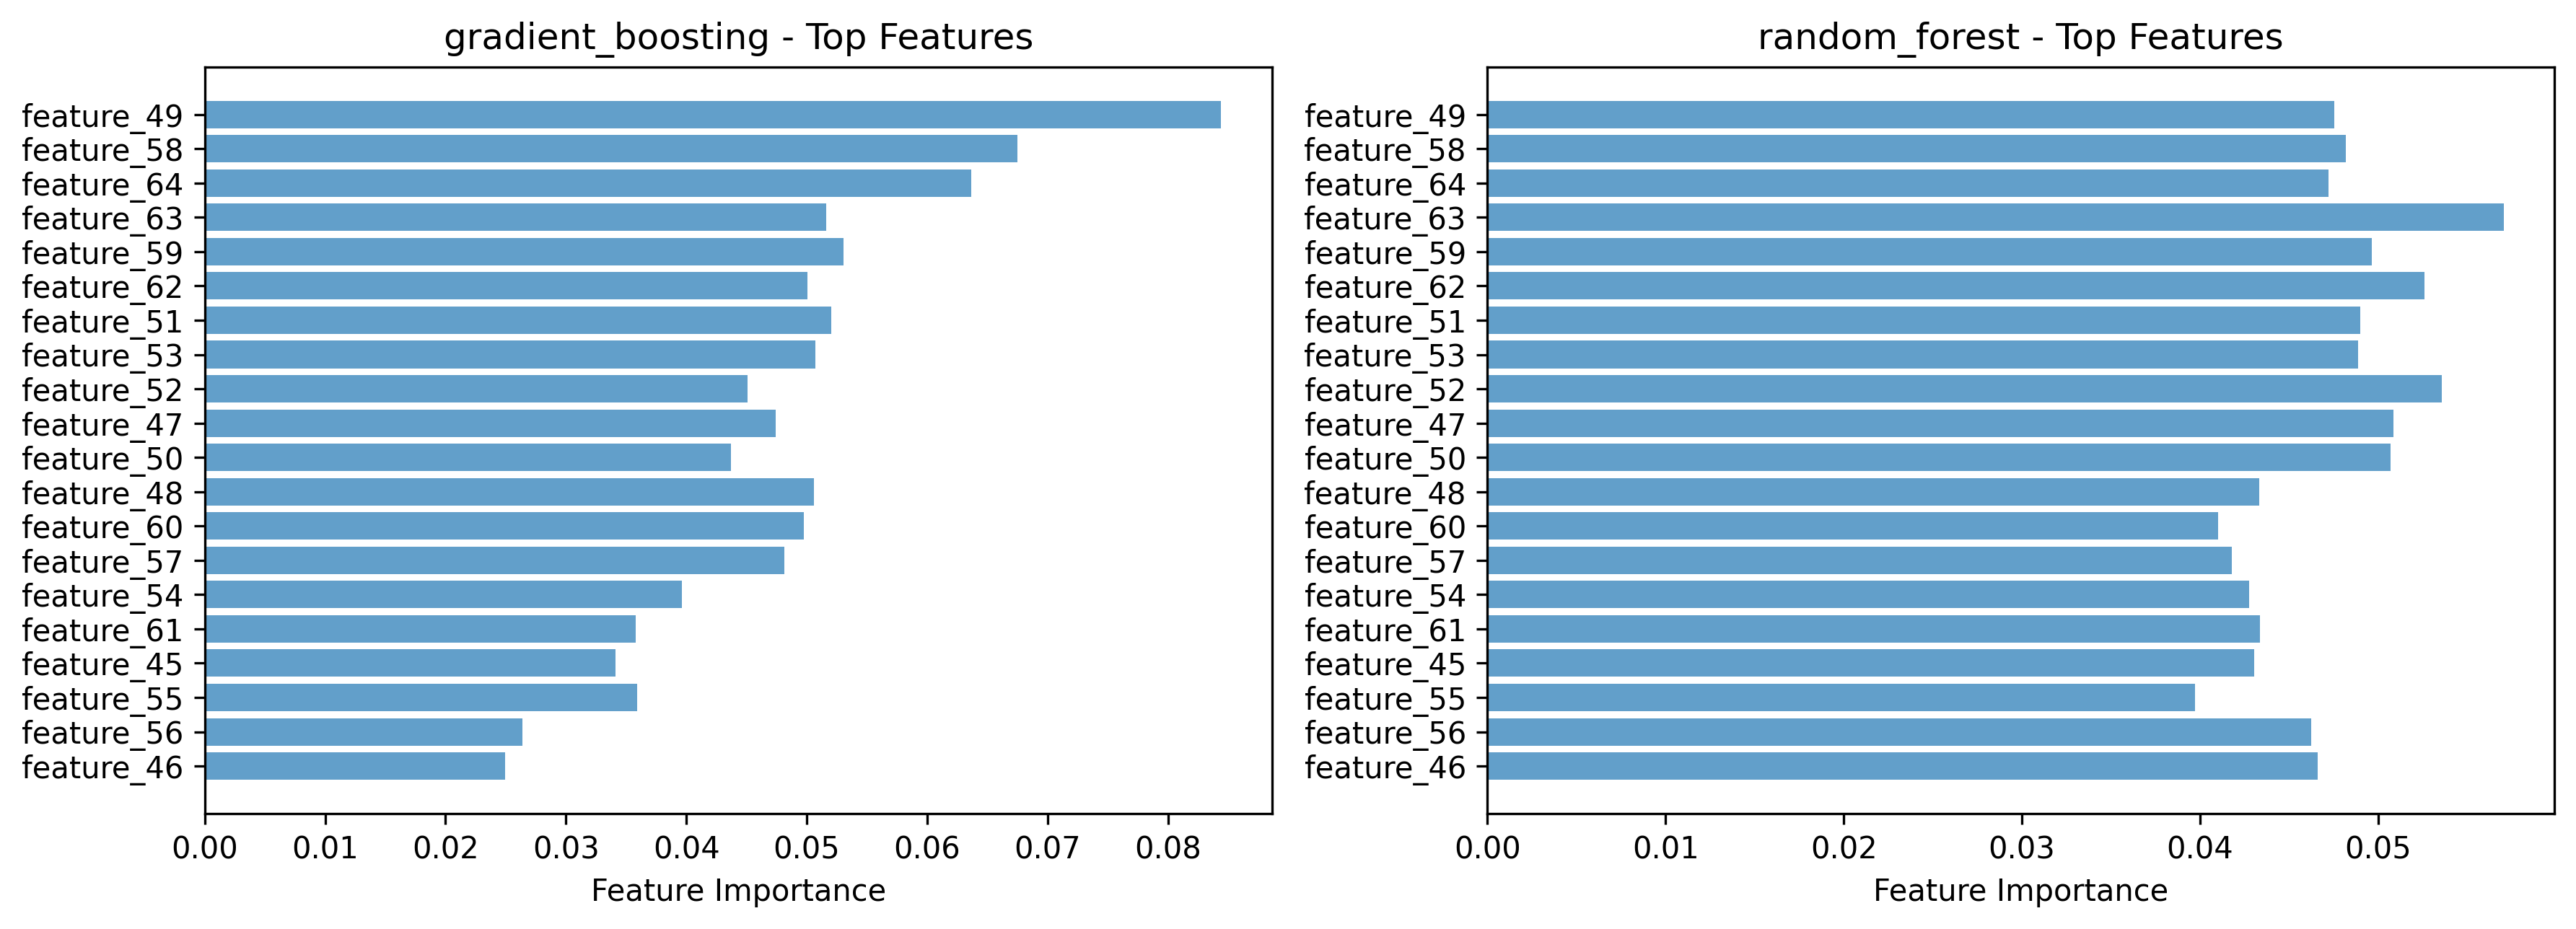 gradient_boosting - Top Features
feature_49
feature_58
feature_64
feature_63
feature_59
feature_62
feature_51
feature_53
feature_52
feature_47
feature_50
feature_48
feature_60
feature_57
feature_54
feature_61
feature_45
feature_55
feature_56
feature_46
0.00 0.01 0.02 0.03 0.04 0.05 0.06 0.07 0.08
Feature Importance
random_forest - Top Features
feature_49
feature_58
feature_64
feature_63
feature_59
feature_62
feature_51
feature_53
feature_52
feature_47
feature_50
feature_48
feature_60
feature_57
feature_54
feature_61
feature_45
feature_55
feature_56
feature_46
0.00 0.01 0.02 0.03 0.04 0.05
Feature Importance